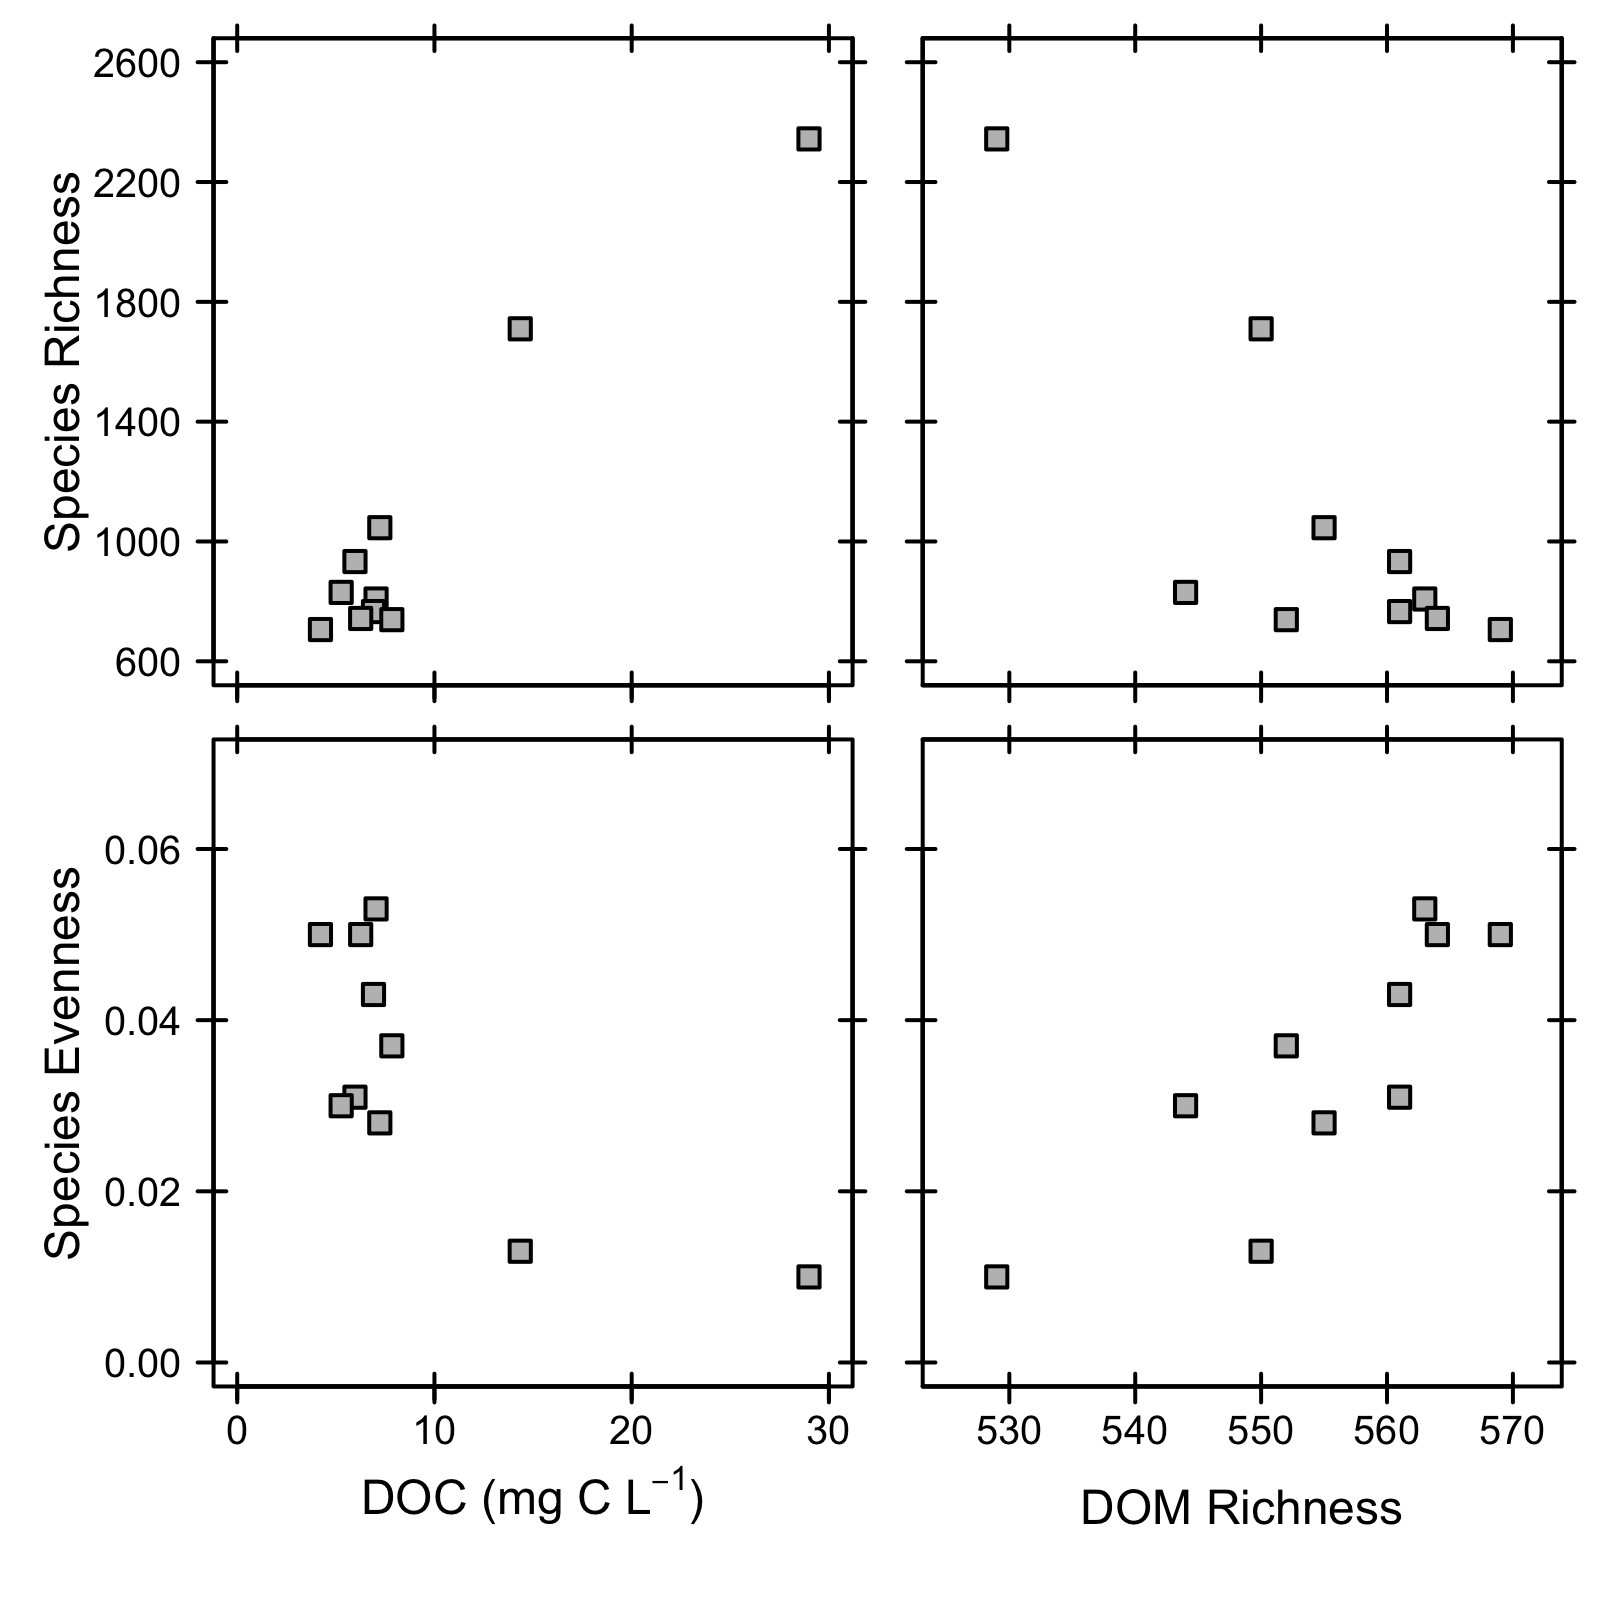 Species Richness
2600
2200
1800
1400
1000
600
Species Evenness
0.06
0.04
0.02
0.00
0 10 20 30
530 540 550 560 570
DOC (mg C L⁻¹)
DOM Richness